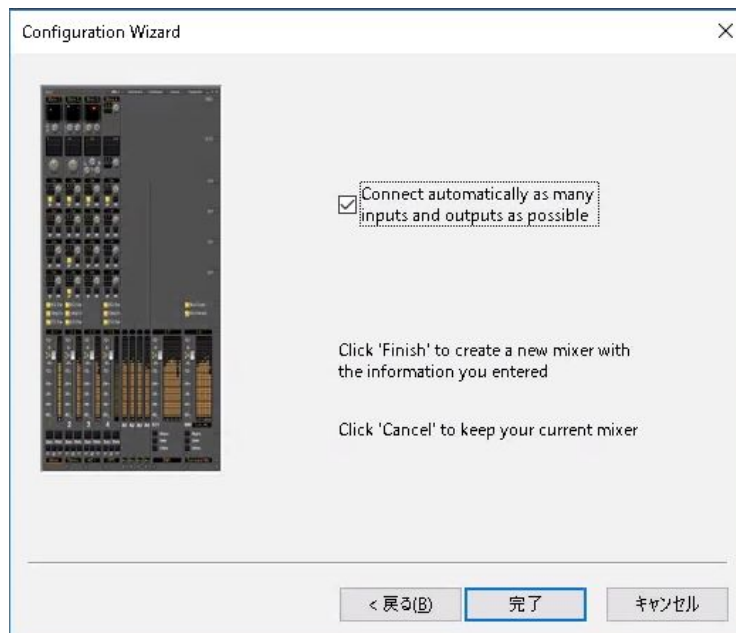 Configuration Wizard
Connect automatically as many
inputs and outputs as possible
Click 'Finish' to create a new mixer with
the information you entered
Click 'Cancel' to keep your current mixer
< 戻る(B)
完了
キャンセル